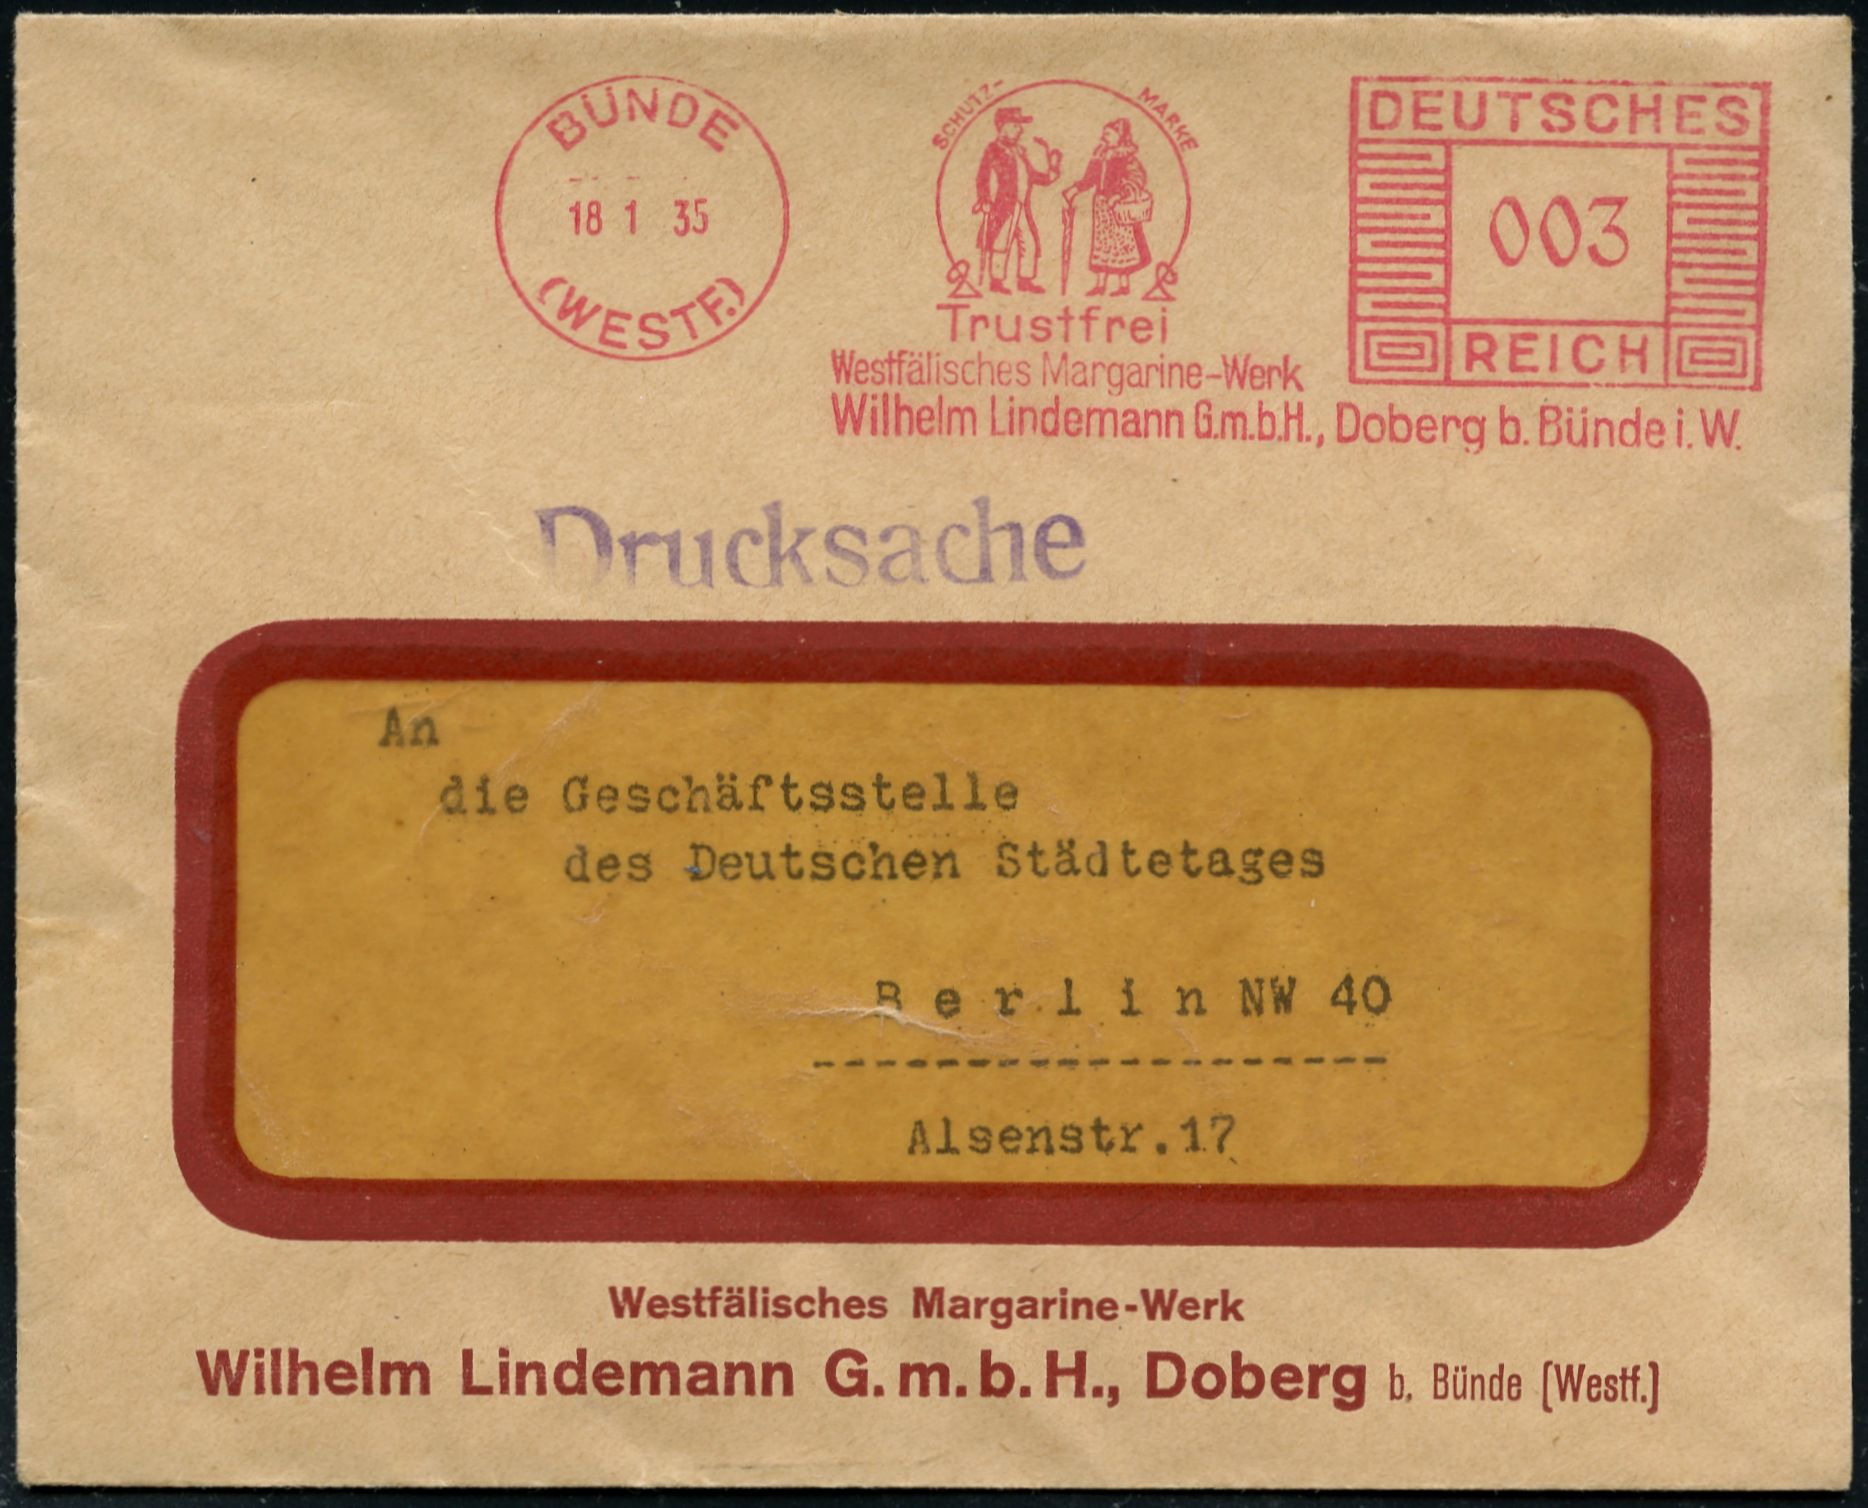 BÜNDE
18 1 35
(WESTF.)
SCHUTZ-MARKE
Trustfrei
Westfälisches Margarine-Werk
Wilhelm Lindemann G.m.b.H., Doberg b. Bünde i. W.
DEUTSCHES
003
REICH
Drucksache
An
die Geschäftsstelle
des Deutschen Städtetages
B e r l i n NW 40
-------------------
Alsenstr.17
Westfälisches Margarine-Werk
Wilhelm Lindemann G. m. b. H., Doberg b. Bünde (Westf.)